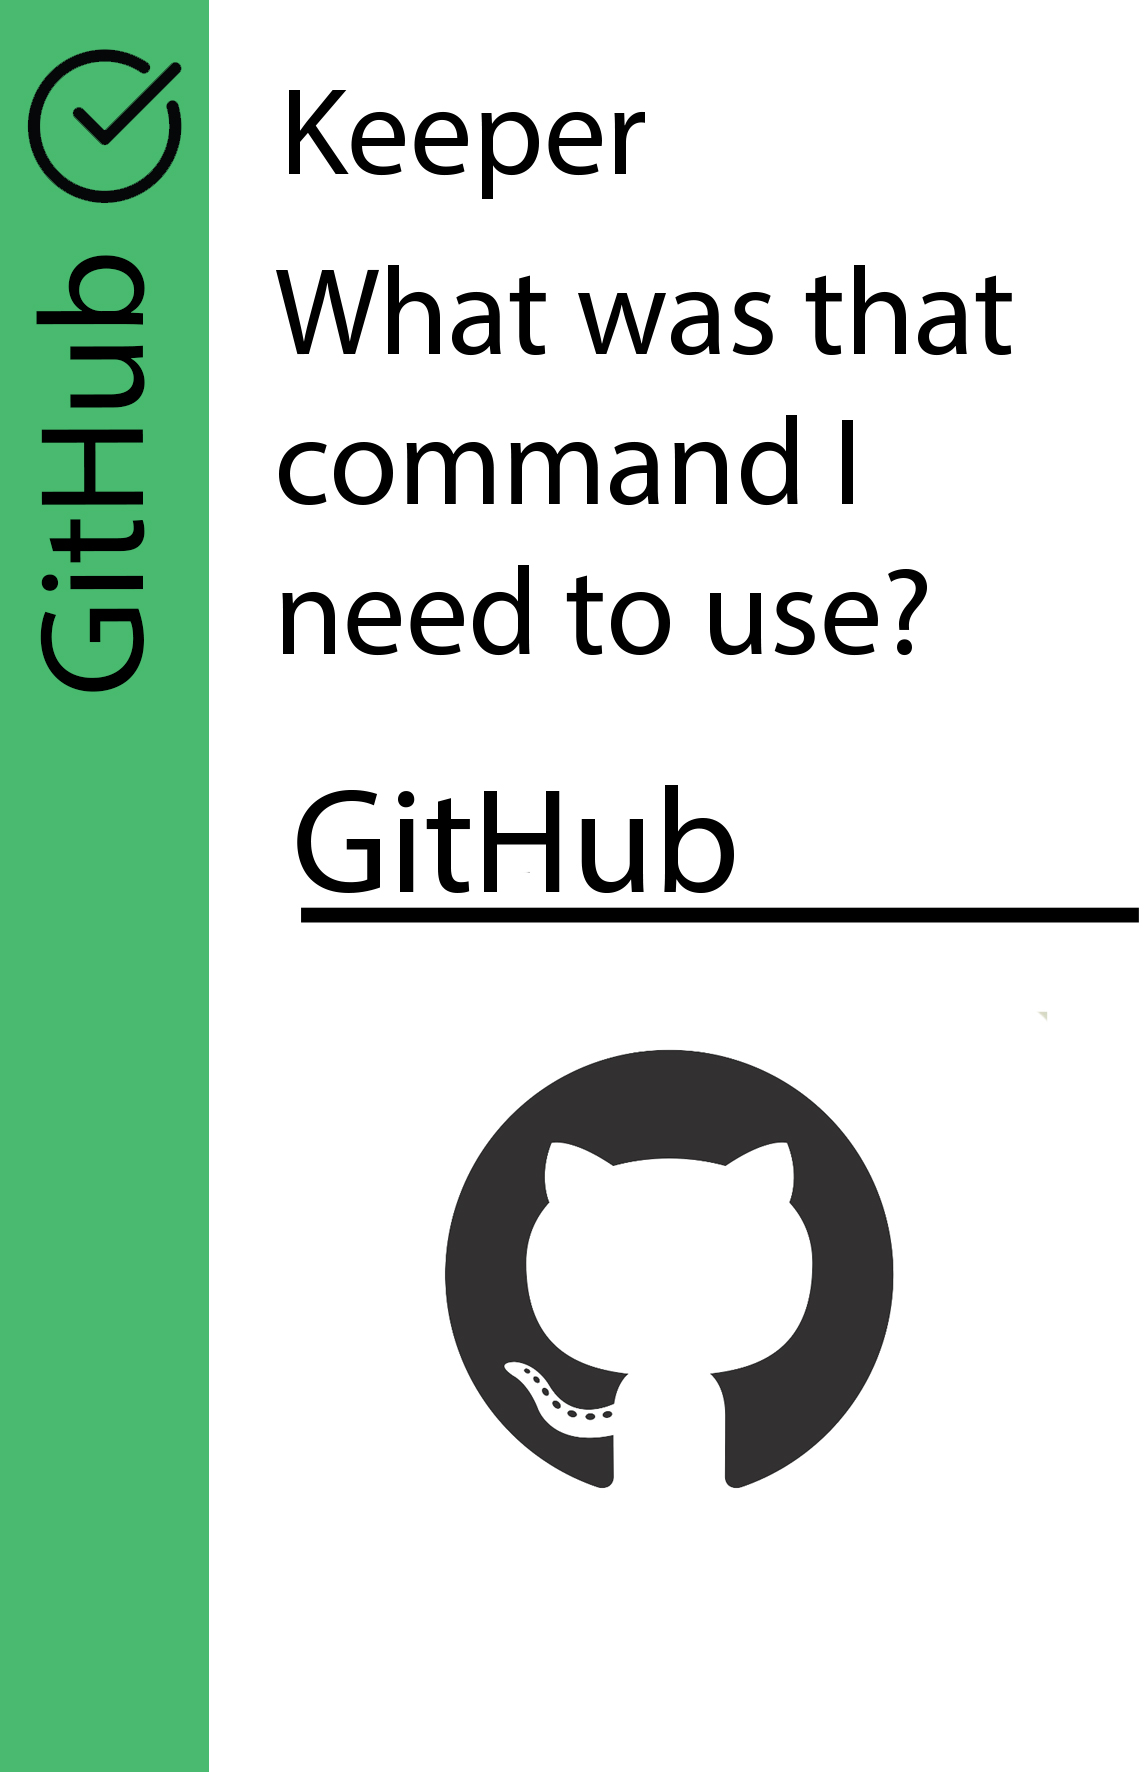 GitHub
Keeper
What was that
command I
need to use?
GitHub